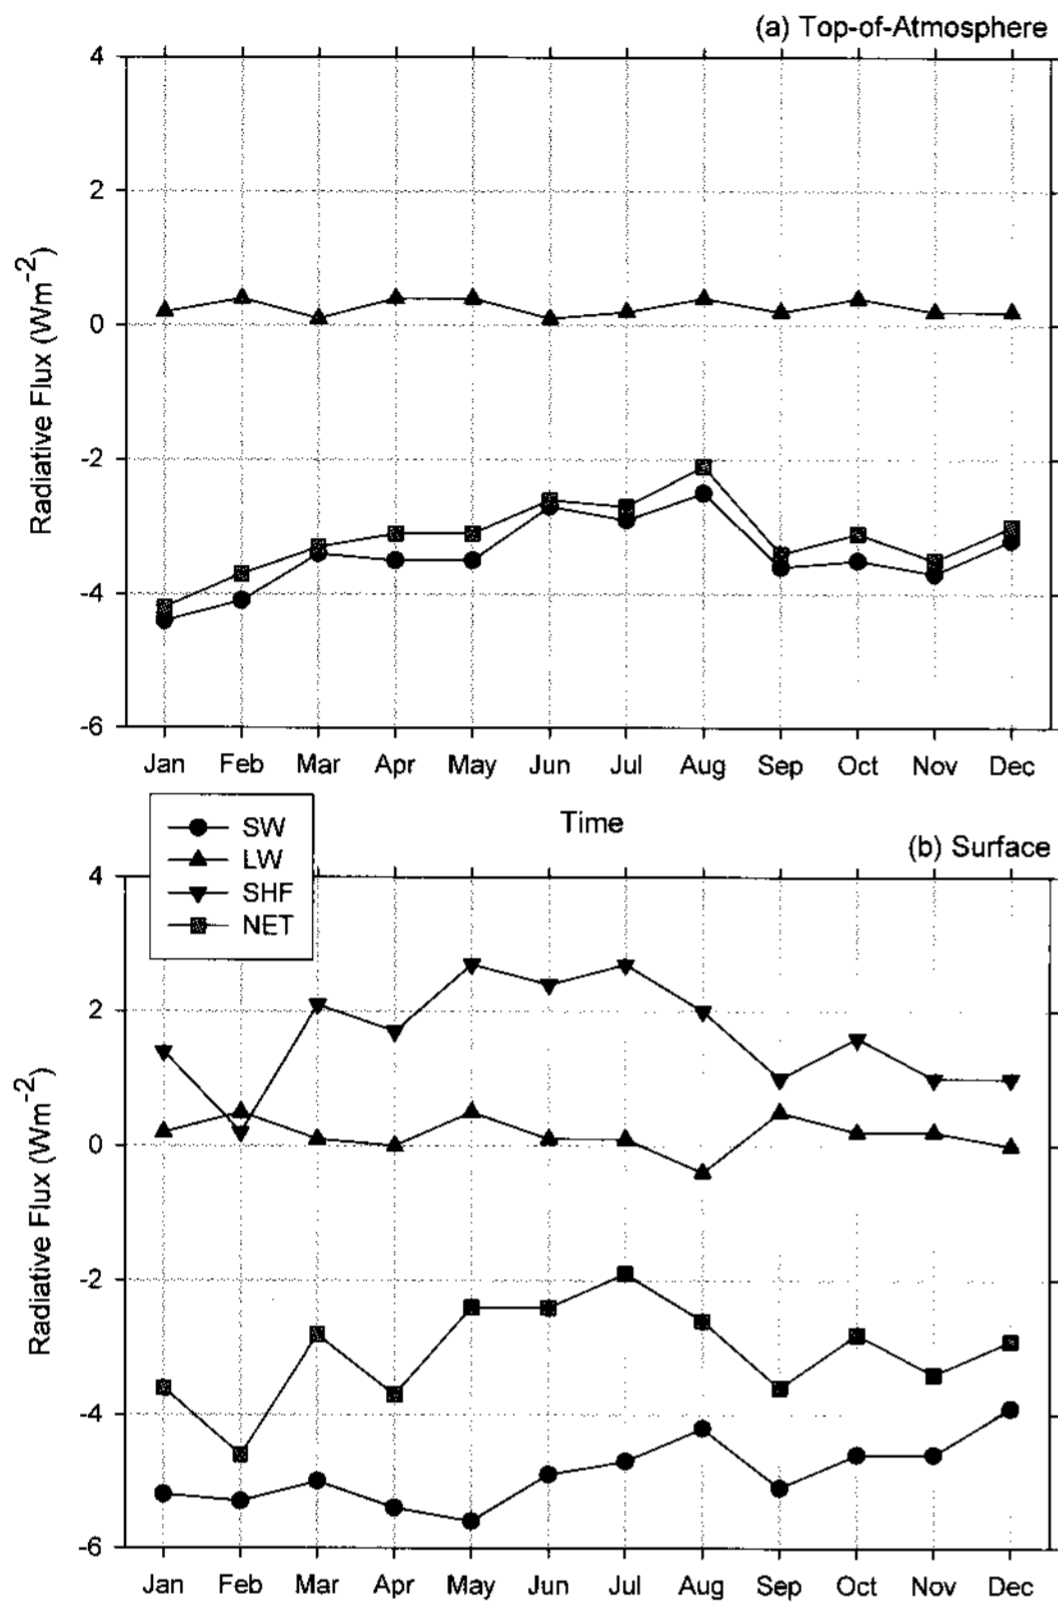 (a) Top-of-Atmosphere
4
2
0
-2
-4
-6
Radiative Flux (Wm⁻²)
Jan Feb Mar Apr May Jun Jul Aug Sep Oct Nov Dec
Time
SW
LW
SHF
NET
(b) Surface
4
2
0
-2
-4
-6
Radiative Flux (Wm⁻²)
Jan Feb Mar Apr May Jun Jul Aug Sep Oct Nov Dec